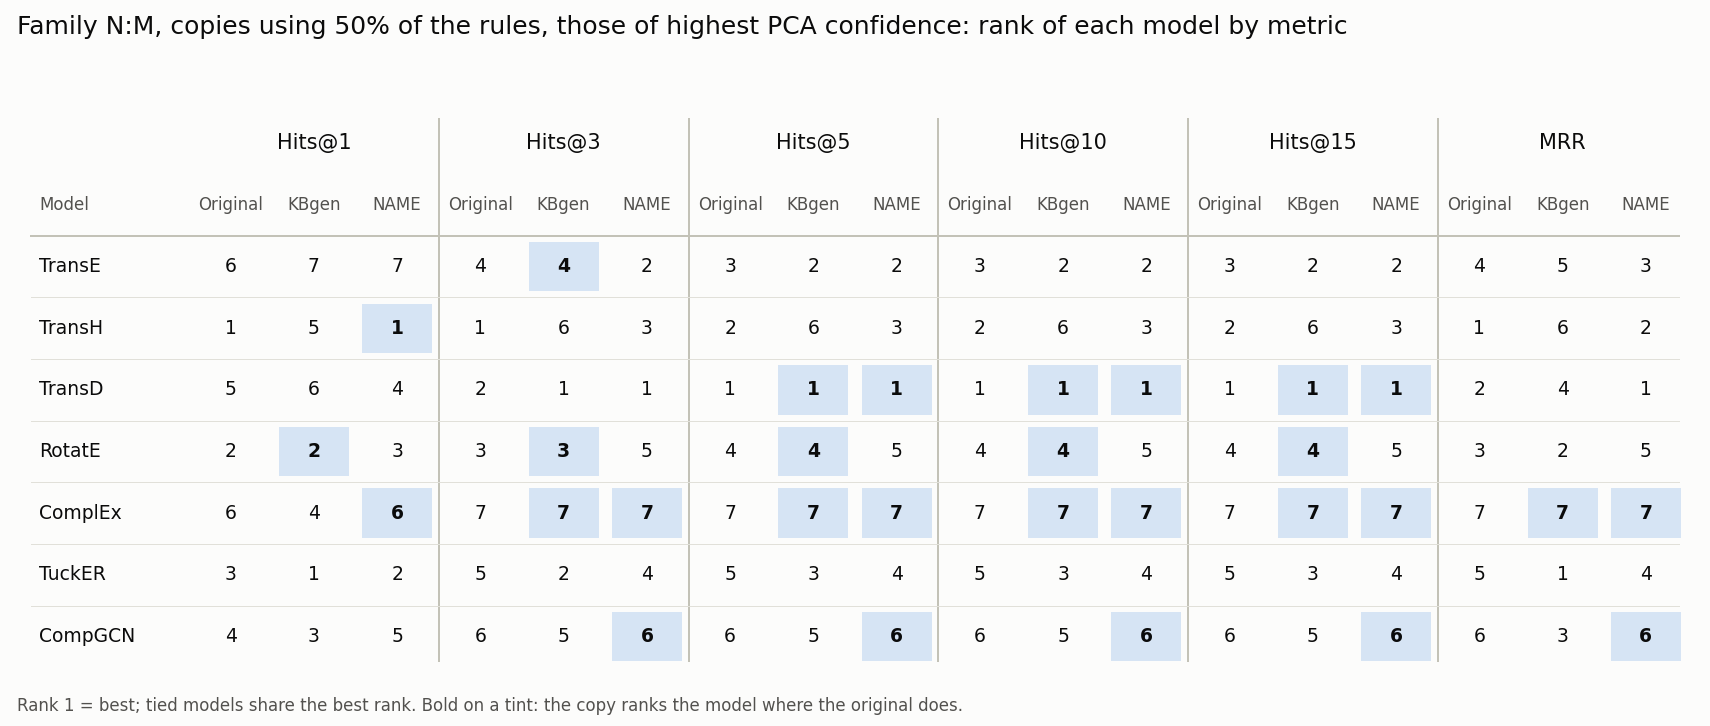 Family N:M, copies using 50% of the rules, those of highest PCA confidence: rank of each model by metric
Hits@1 Hits@3 Hits@5 Hits@10 Hits@15 MRR
Model Original KBgen NAME Original KBgen NAME Original KBgen NAME Original KBgen NAME Original KBgen NAME Original KBgen NAME
TransE 6 7 7 4 4 2 3 2 2 3 2 2 3 2 2 4 5 3
TransH 1 5 1 1 6 3 2 6 3 2 6 3 2 6 3 1 6 2
TransD 5 6 4 2 1 1 1 1 1 1 1 1 1 1 1 2 4 1
RotatE 2 2 3 3 3 5 4 4 5 4 4 5 4 4 5 3 2 5
ComplEx 6 4 6 7 7 7 7 7 7 7 7 7 7 7 7 7 7 7
TuckER 3 1 2 5 2 4 5 3 4 5 3 4 5 3 4 5 1 4
CompGCN 4 3 5 6 5 6 6 5 6 6 5 6 6 5 6 6 3 6
Rank 1 = best; tied models share the best rank. Bold on a tint: the copy ranks the model where the original does.